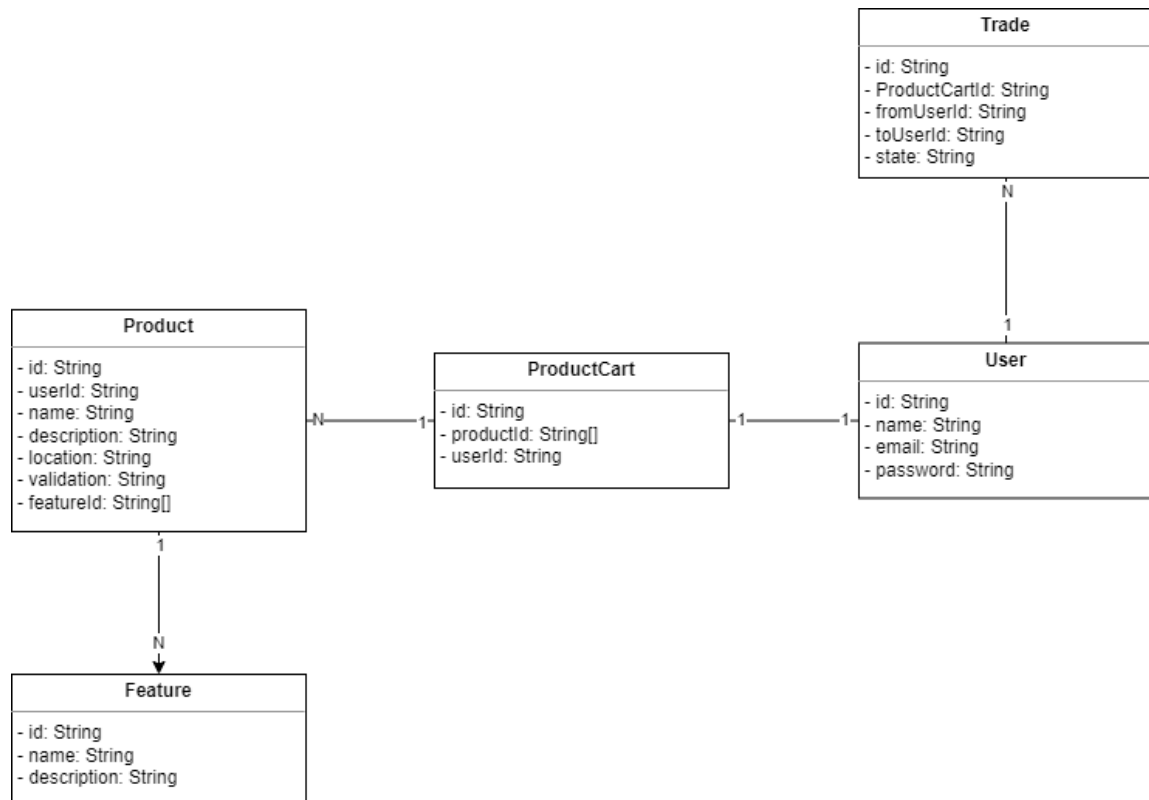 Trade
- id: String
- ProductCartId: String
- fromUserId: String
- toUserId: String
- state: String
N
1
Product
- id: String
- userId: String
- name: String
- description: String
- location: String
- validation: String
- featureId: String[]
N
1
ProductCart
- id: String
- productId: String[]
- userId: String
1
1
User
- id: String
- name: String
- email: String
- password: String
1
N
Feature
- id: String
- name: String
- description: String